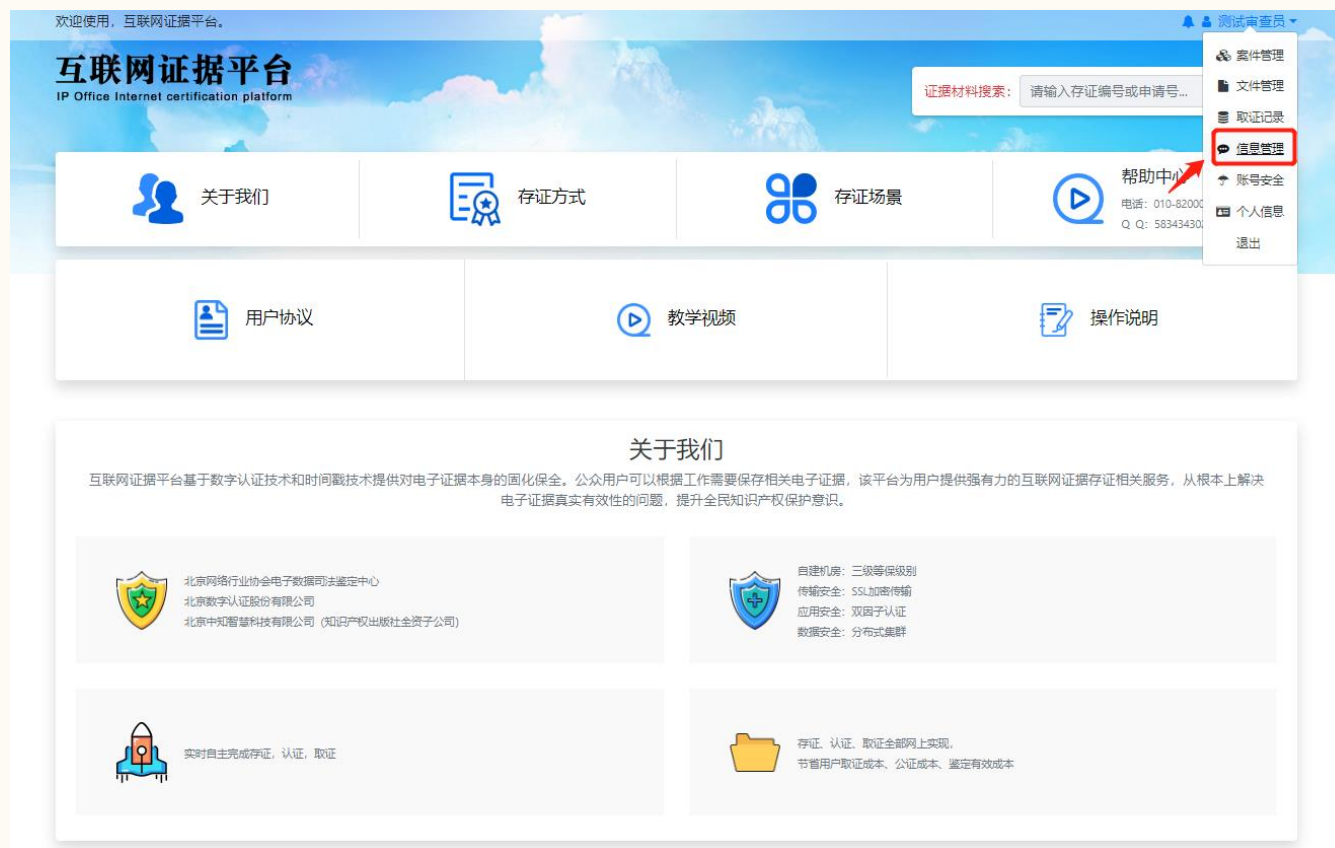 欢迎使用，互联网证据平台。
测试审查员
互联网证据平台
IP Office Internet certification platform
证据材料搜索：
请输入存证编号或申请号...
案件管理
文件管理
取证记录
信息管理
账号安全
个人信息
退出
关于我们
存证方式
存证场景
帮助中心
电话：010-82000
Q Q：58343430
用户协议
教学视频
操作说明
关于我们
互联网证据平台基于数字认证技术和时间戳技术提供对电子证据本身的固化保全。公众用户可以根据工作需要保存相关电子证据，该平台为用户提供强有力的互联网证据存证相关服务，从根本上解决
电子证据真实有效性的问题，提升全民知识产权保护意识。
北京网络行业协会电子数据司法鉴定中心
北京数字认证股份有限公司
北京中知智慧科技有限公司（知识产权出版社全资子公司）
自建机房：三级等保级别
传输安全：SSL加密传输
应用安全：双因子认证
数据安全：分布式集群
实时自主完成存证，认证，取证
存证、认证、取证全部网上实现，
节省用户取证成本、公证成本、鉴定有效成本